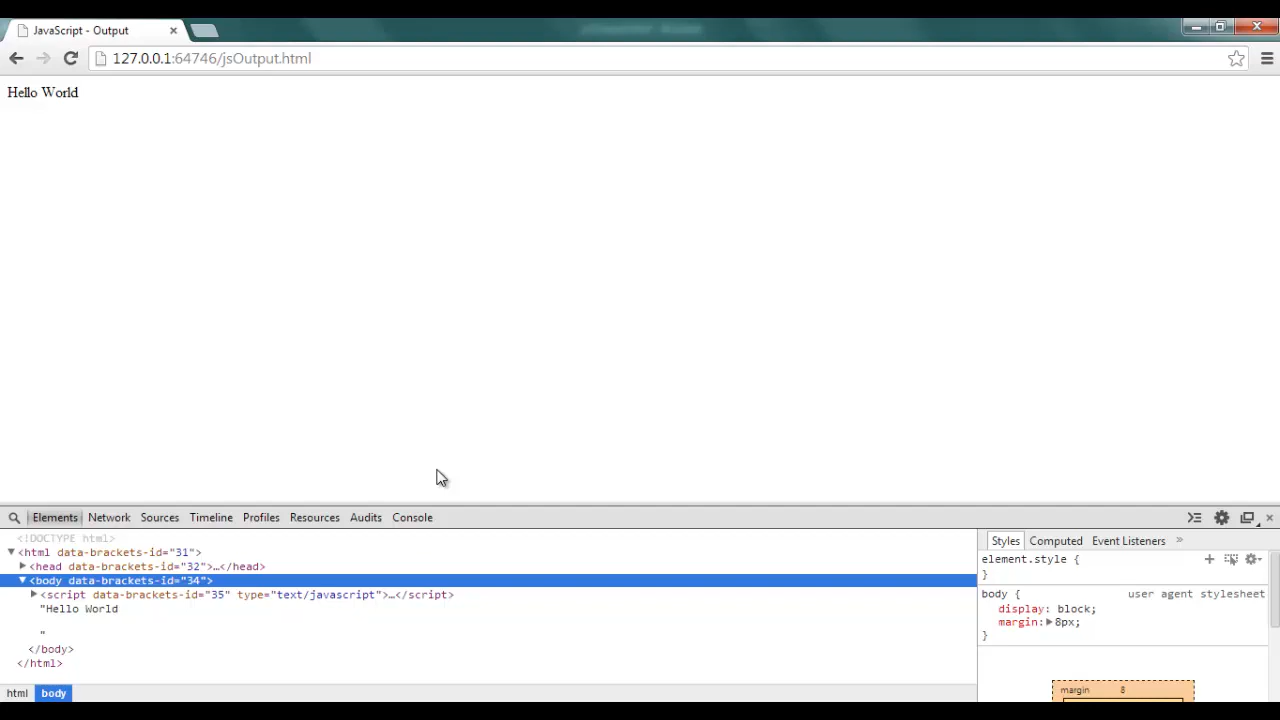 JavaScript - Output
127.0.0.1:64746/jsOutput.html
Hello World
Elements Network Sources Timeline Profiles Resources Audits Console
<!DOCTYPE html>
<html data-brackets-id="31">
<head data-brackets-id="32">…</head>
<body data-brackets-id="34">
<script data-brackets-id="35" type="text/javascript">…</script>
"Hello World
"
</body>
</html>
html body
Styles Computed Event Listeners »
element.style {
}
body { user agent stylesheet
display: block;
margin: 8px;
}
margin 8